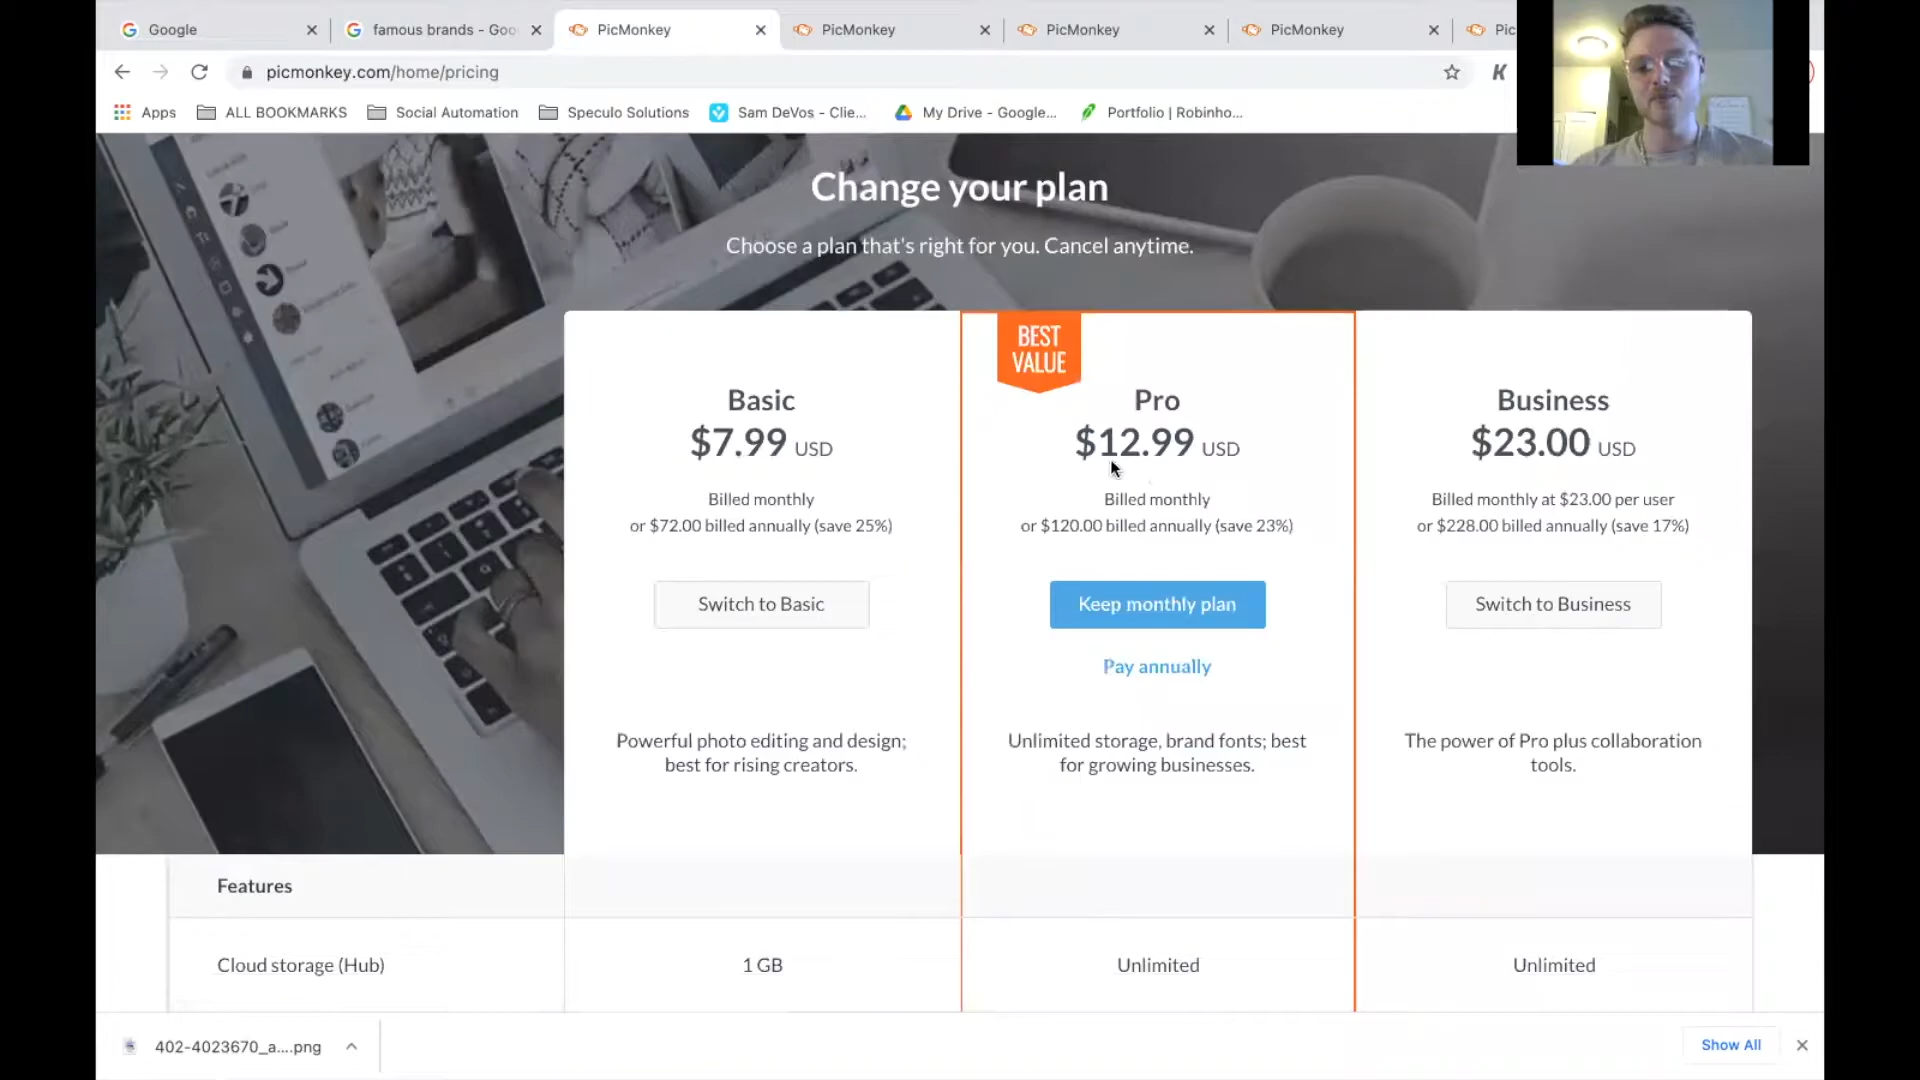 Google
famous brands - Goo
PicMonkey
PicMonkey
PicMonkey
PicMonkey
Pic
picmonkey.com/home/pricing
K
Apps
ALL BOOKMARKS
Social Automation
Speculo Solutions
Sam DeVos - Clie...
My Drive - Google...
Portfolio | Robinho...
Change your plan
Choose a plan that's right for you. Cancel anytime.
BEST
VALUE
Basic
$7.99 USD
Billed monthly
or $72.00 billed annually (save 25%)
Switch to Basic
Powerful photo editing and design;
best for rising creators.
Pro
$12.99 USD
Billed monthly
or $120.00 billed annually (save 23%)
Keep monthly plan
Pay annually
Unlimited storage, brand fonts; best
for growing businesses.
Business
$23.00 USD
Billed monthly at $23.00 per user
or $228.00 billed annually (save 17%)
Switch to Business
The power of Pro plus collaboration
tools.
Features
Cloud storage (Hub)
1 GB
Unlimited
Unlimited
402-4023670_a....png
Show All